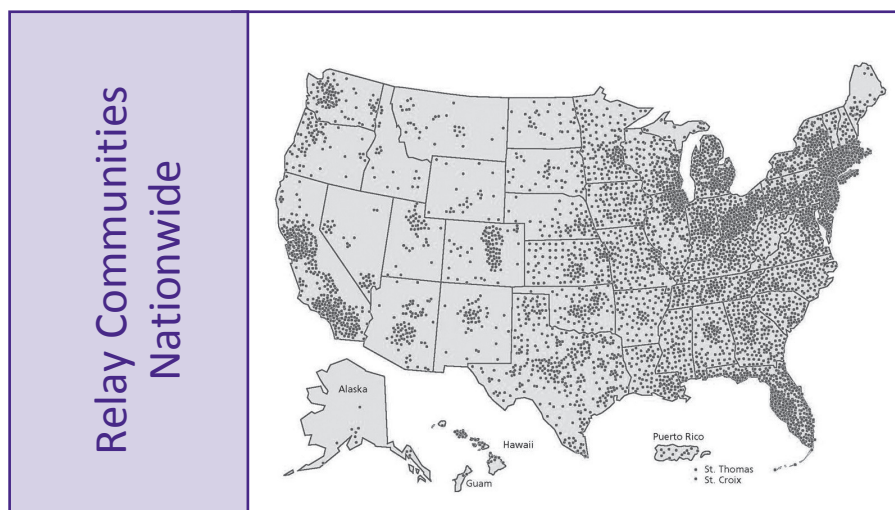 Relay Communities
Nationwide
Alaska
Hawaii
Guam
Puerto Rico
St. Thomas
St. Croix